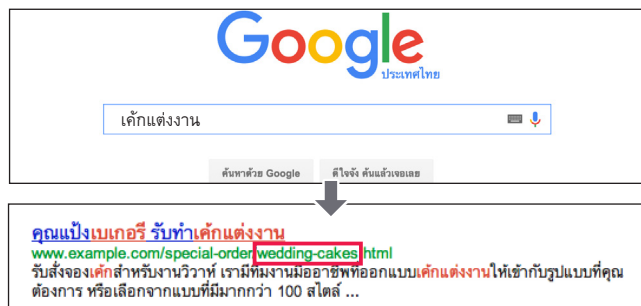 Google
ประเทศไทย
เค้กแต่งงาน
ค้นหาด้วย Google ดีใจจัง ค้นแล้วเจอเลย
คุณแป้งเบเกอรี รับทำเค้กแต่งงาน
www.example.com/special-order/wedding-cakes.html
รับสั่งจองเค้กสำหรับงานวิวาห์ เรามีทีมงานมืออาชีพที่ออกแบบเค้กแต่งงานให้เข้ากับรูปแบบที่คุณ
ต้องการ หรือเลือกจากแบบที่มีมากกว่า 100 สไตล์ ...